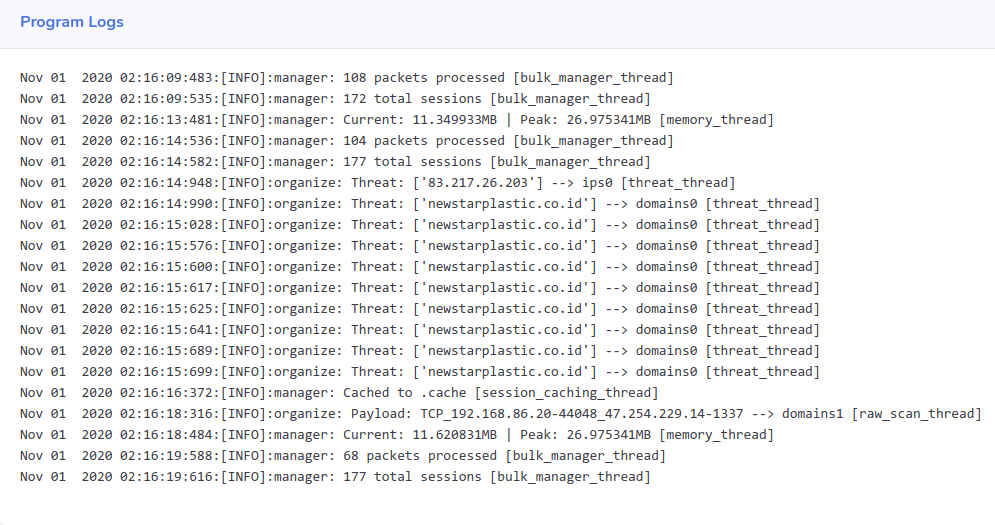 Program Logs
Nov 01  2020 02:16:09:483:[INFO]:manager: 108 packets processed [bulk_manager_thread]
Nov 01  2020 02:16:09:535:[INFO]:manager: 172 total sessions [bulk_manager_thread]
Nov 01  2020 02:16:13:481:[INFO]:manager: Current: 11.349933MB | Peak: 26.975341MB [memory_thread]
Nov 01  2020 02:16:14:536:[INFO]:manager: 104 packets processed [bulk_manager_thread]
Nov 01  2020 02:16:14:582:[INFO]:manager: 177 total sessions [bulk_manager_thread]
Nov 01  2020 02:16:14:948:[INFO]:organize: Threat: ['83.217.26.203'] --> ips0 [threat_thread]
Nov 01  2020 02:16:14:990:[INFO]:organize: Threat: ['newstarplastic.co.id'] --> domains0 [threat_thread]
Nov 01  2020 02:16:15:028:[INFO]:organize: Threat: ['newstarplastic.co.id'] --> domains0 [threat_thread]
Nov 01  2020 02:16:15:576:[INFO]:organize: Threat: ['newstarplastic.co.id'] --> domains0 [threat_thread]
Nov 01  2020 02:16:15:600:[INFO]:organize: Threat: ['newstarplastic.co.id'] --> domains0 [threat_thread]
Nov 01  2020 02:16:15:617:[INFO]:organize: Threat: ['newstarplastic.co.id'] --> domains0 [threat_thread]
Nov 01  2020 02:16:15:625:[INFO]:organize: Threat: ['newstarplastic.co.id'] --> domains0 [threat_thread]
Nov 01  2020 02:16:15:641:[INFO]:organize: Threat: ['newstarplastic.co.id'] --> domains0 [threat_thread]
Nov 01  2020 02:16:15:689:[INFO]:organize: Threat: ['newstarplastic.co.id'] --> domains0 [threat_thread]
Nov 01  2020 02:16:15:699:[INFO]:organize: Threat: ['newstarplastic.co.id'] --> domains0 [threat_thread]
Nov 01  2020 02:16:16:372:[INFO]:manager: Cached to .cache [session_caching_thread]
Nov 01  2020 02:16:18:316:[INFO]:organize: Payload: TCP_192.168.86.20-44048_47.254.229.14-1337 --> domains1 [raw_scan_thread]
Nov 01  2020 02:16:18:484:[INFO]:manager: Current: 11.620831MB | Peak: 26.975341MB [memory_thread]
Nov 01  2020 02:16:19:588:[INFO]:manager: 68 packets processed [bulk_manager_thread]
Nov 01  2020 02:16:19:616:[INFO]:manager: 177 total sessions [bulk_manager_thread]